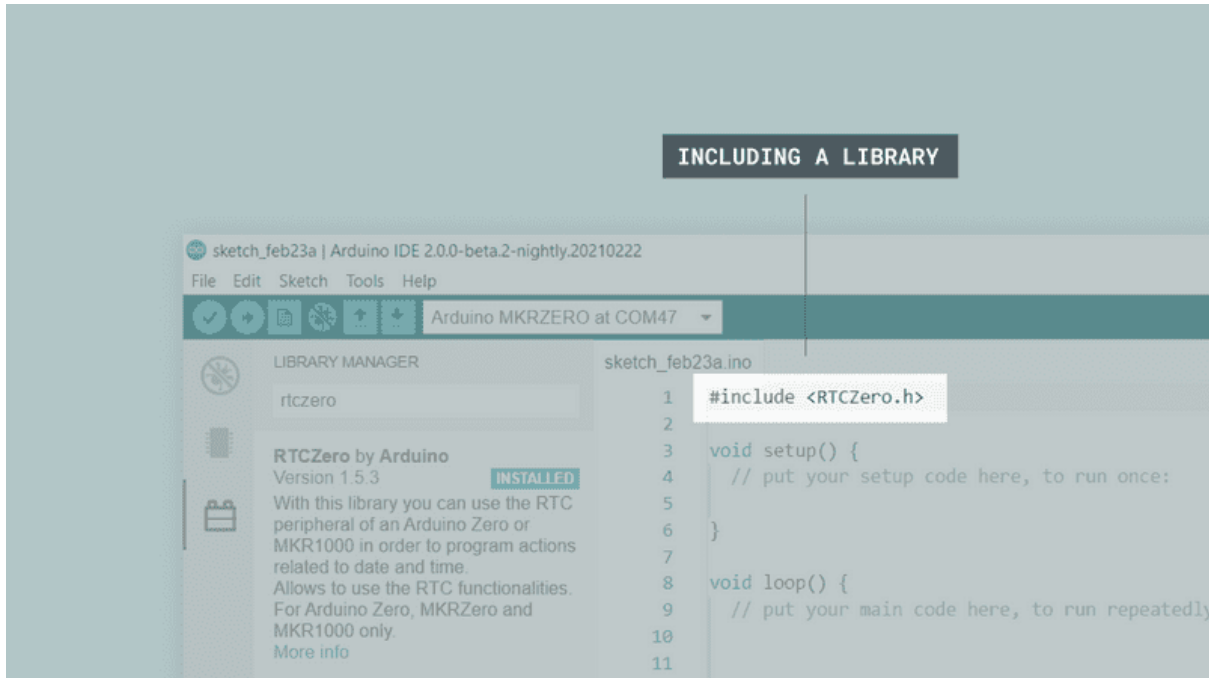 INCLUDING A LIBRARY
sketch_feb23a | Arduino IDE 2.0.0-beta.2-nightly.20210222
File Edit Sketch Tools Help
Arduino MKRZERO at COM47
LIBRARY MANAGER
rtczero
RTCZero by Arduino
Version 1.5.3 INSTALLED
With this library you can use the RTC
peripheral of an Arduino Zero or
MKR1000 in order to program actions
related to date and time.
Allows to use the RTC functionalities.
For Arduino Zero, MKRZero and
MKR1000 only.
More info
sketch_feb23a.ino
1 #include <RTCZero.h>
2
3 void setup() {
4 // put your setup code here, to run once:
5
6 }
7
8 void loop() {
9 // put your main code here, to run repeatedly
10
11